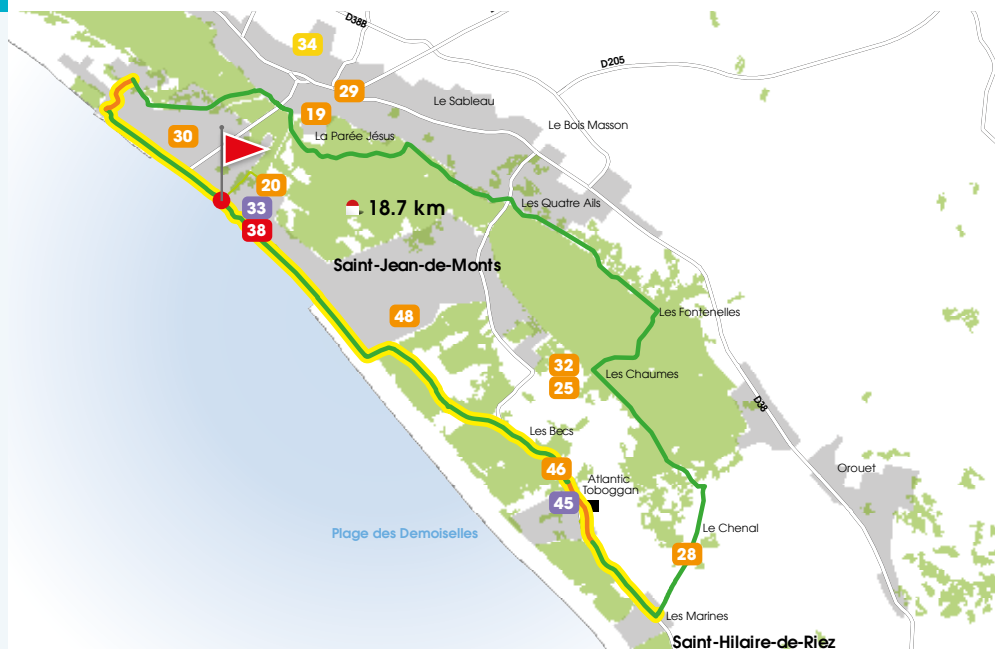 D38B
34
D205
29
Le Sableau
19
Le Bois Masson
30
La Parée Jésus
20
33
18.7 km
Les Quatre Ails
38
Saint-Jean-de-Monts
48
Les Fontenelles
32
Les Chaumes
25
D38
Les Becs
46
Orouet
Atlantic
Toboggan
45
Plage des Demoiselles
Le Chenal
28
Les Marines
Saint-Hilaire-de-Riez